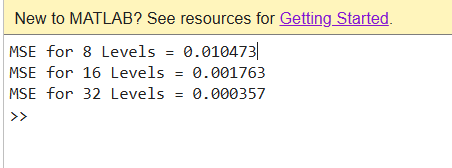 New to MATLAB? See resources for Getting Started.
MSE for 8 Levels = 0.010473
MSE for 16 Levels = 0.001763
MSE for 32 Levels = 0.000357
>>